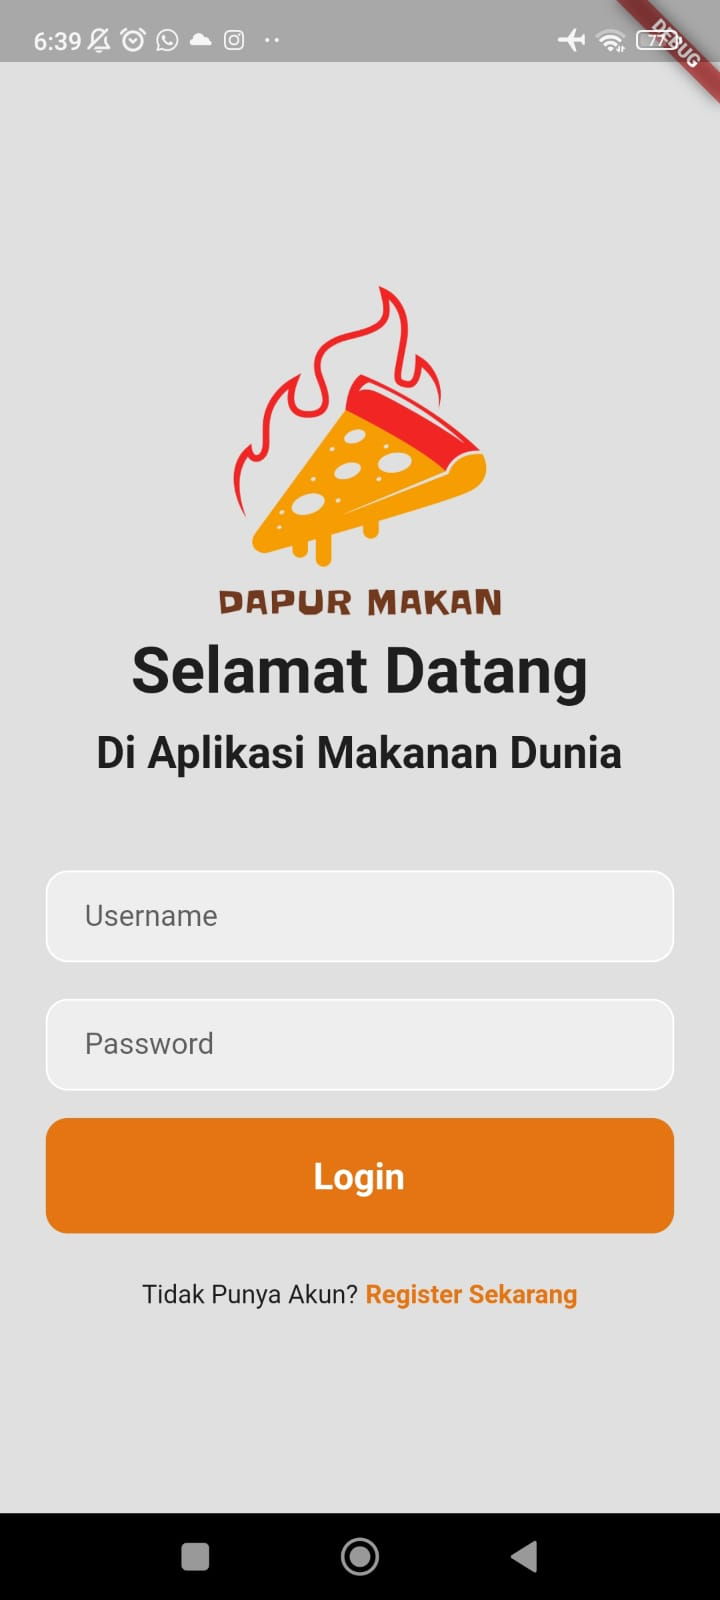 6:39
77
DEBUG
DAPUR MAKAN
Selamat Datang
Di Aplikasi Makanan Dunia
Username
Password
Login
Tidak Punya Akun? Register Sekarang